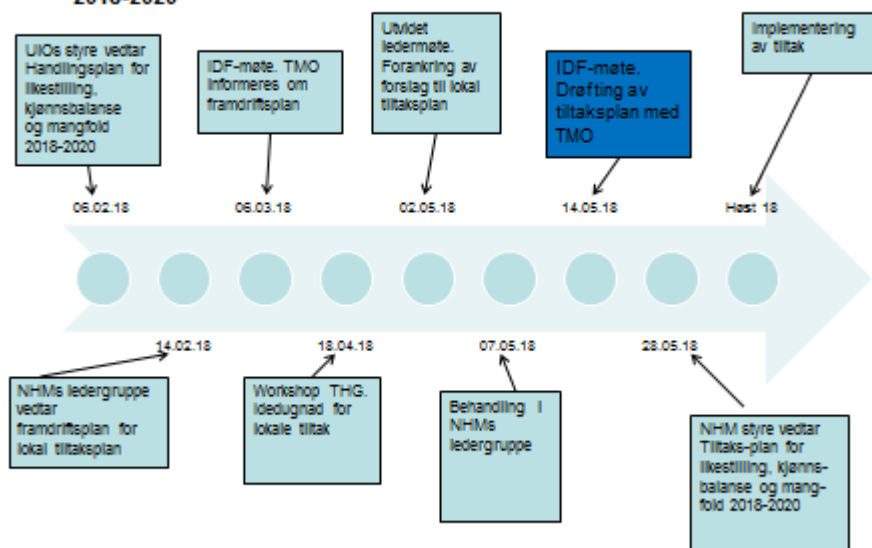 2018-2020
UIOs styre vedtar
Handlingsplan for
likestilling,
kjønnsbalanse
og mangfold
2018-2020
IDF-møte. TMO
Informeres om
framdriftsplan
Utvidet
ledermøte.
Forankring av
forslag til lokal
tiltaksplan
IDF-møte.
Drøfting av
tiltaksplan med
TMO
Implementering
av tiltak
06.02.18
06.03.18
02.05.18
14.05.18
Høst 18
14.02.18
18.04.18
07.05.18
28.05.18
NHMs ledergruppe
vedtar
framdriftsplan for
lokal tiltaksplan
Workshop THG.
Idedugnad for
lokale tiltak
Behandling i
NHMs
ledergruppe
NHM styre vedtar
Tiltaks-plan for
likestilling, kjønns-
balanse og mang-
fold 2018-2020